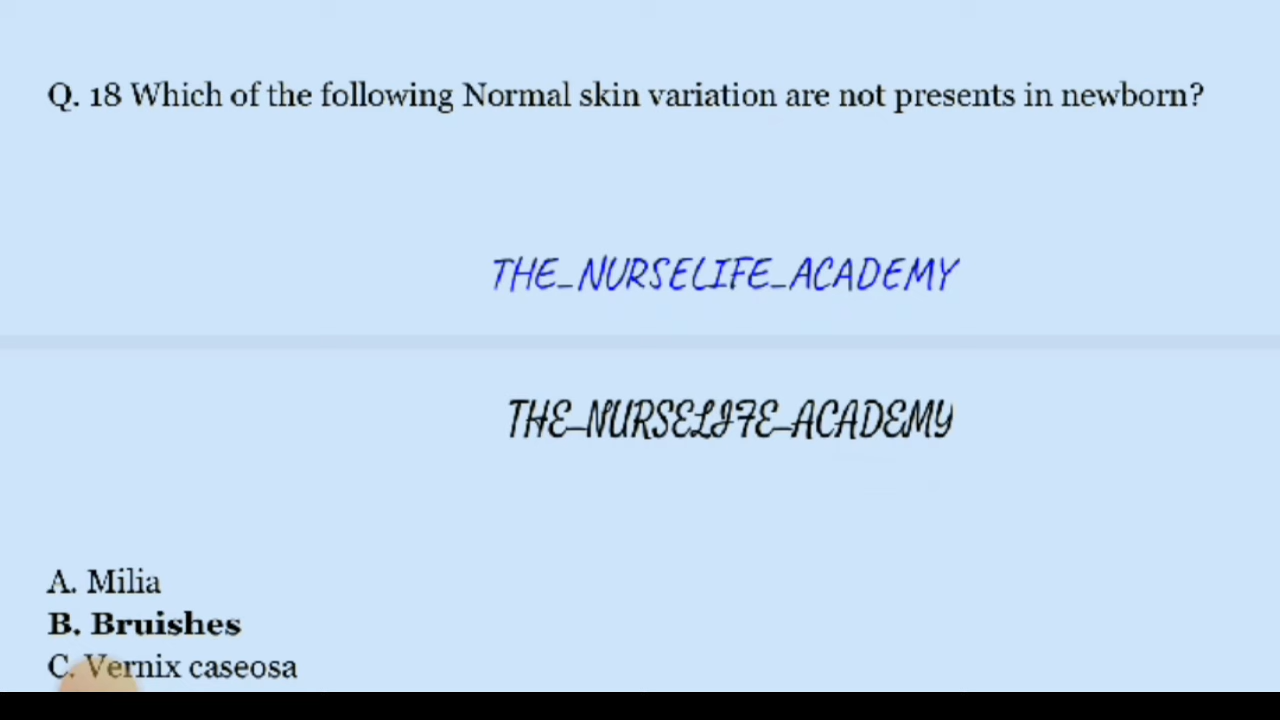 Q. 18 Which of the following Normal skin variation are not presents in newborn?
THE_NURSELIFE_ACADEMY
THE_NURSELIFE_ACADEMY
A. Milia
B. Bruishes
C. Vernix caseosa